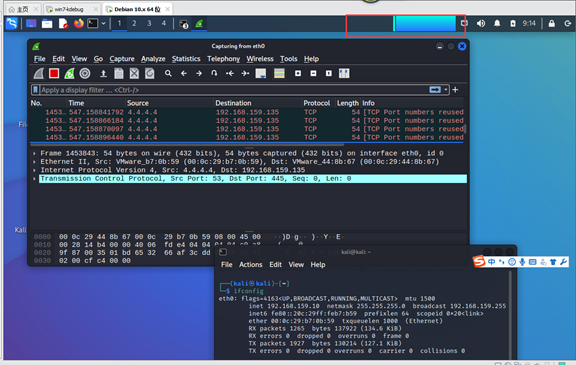 主页
win7-kdebug
Debian 10.x 64 位
1 2 3 4
9:14
Capturing from eth0
File Edit View Go Capture Analyze Statistics Telephony Wireless Tools Help
Apply a display filter ... <Ctrl-/>
No. Time Source Destination Protocol Length Info
1453… 547.158841792 4.4.4.4 192.168.159.135 TCP 54 [TCP Port numbers reused
1453… 547.158866184 4.4.4.4 192.168.159.135 TCP 54 [TCP Port numbers reused
1453… 547.158870097 4.4.4.4 192.168.159.135 TCP 54 [TCP Port numbers reused
1453… 547.158896440 4.4.4.4 192.168.159.135 TCP 54 [TCP Port numbers reused
Frame 1453843: 54 bytes on wire (432 bits), 54 bytes captured (432 bits) on interface eth0, id 0
Ethernet II, Src: VMware_b7:0b:59 (00:0c:29:b7:0b:59), Dst: VMware_44:8b:67 (00:0c:29:44:8b:67)
Internet Protocol Version 4, Src: 4.4.4.4, Dst: 192.168.159.135
Transmission Control Protocol, Src Port: 53, Dst Port: 445, Seq: 0, Len: 0
0000 00 0c 29 44 8b 67 00 0c 29 b7 0b 59 08 00 45 00 ··)D·g·· )··Y··E·
0010 00 28 14 b4 00 00 40 06 fd e4 04 04 04 04 c0 a8
0020 9f 87 00 35 01 bd 65 32 66 af 3c dd
0030 02 00 cf c4 00 00
kali@kali: ~
File Actions Edit View Help
中
(kali㉿kali)-[~]
$ ifconfig
eth0: flags=4163<UP,BROADCAST,RUNNING,MULTICAST> mtu 1500
inet 192.168.159.10 netmask 255.255.255.0 broadcast 192.168.159.255
inet6 fe80::20c:29ff:feb7:b59 prefixlen 64 scopeid 0×20<link>
ether 00:0c:29:b7:0b:59 txqueuelen 1000 (Ethernet)
RX packets 1265 bytes 137922 (134.6 KiB)
RX errors 0 dropped 0 overruns 0 frame 0
TX packets 1927 bytes 130214 (127.1 KiB)
TX errors 0 dropped 0 overruns 0 carrier 0 collisions 0